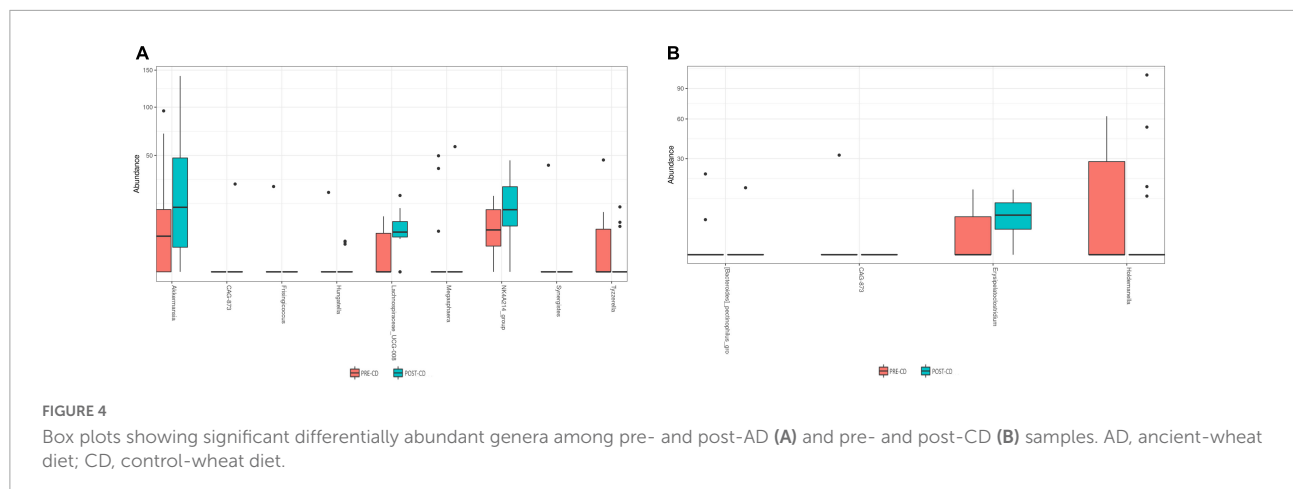 A
B
150
100
50
Abundance
Akkermansia
CAG-873
Friangicoccus
Hungatella
Lachnospiraceae_UCG-008
Megasphaera
NK4A214_group
Synergistes
Tyzzerella
PRE-CD
POST-CD
90
60
30
Abundance
[Bacteroides]_pectinophilus_gro
CAG-873
Erysipelatoclostridium
Holdemanella
PRE-CD
POST-CD
FIGURE 4
Box plots showing significant differentially abundant genera among pre- and post-AD (A) and pre- and post-CD (B) samples. AD, ancient-wheat
diet; CD, control-wheat diet.